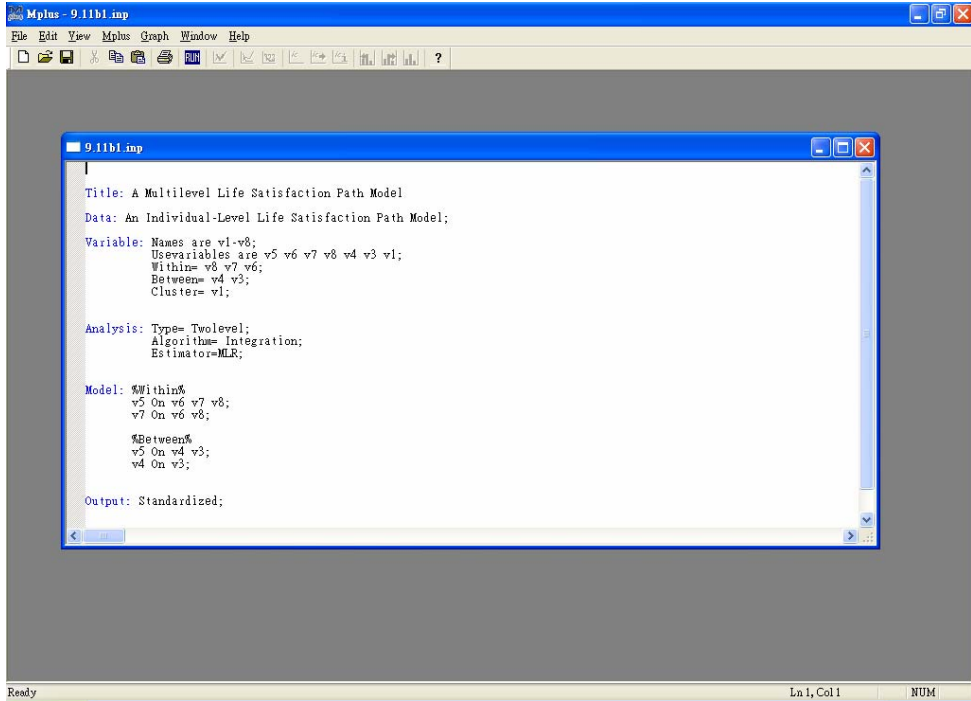 Mplus - 9.11b1.inp
File Edit View Mplus Graph Window Help
RUN
?
9.11b1.inp
Title: A Multilevel Life Satisfaction Path Model
Data: An Individual-Level Life Satisfaction Path Model;
Variable: Names are v1-v8;
Usevariables are v5 v6 v7 v8 v4 v3 v1;
Within= v8 v7 v6;
Between= v4 v3;
Cluster= v1;
Analysis: Type= Twolevel;
Algorithm= Integration;
Estimator=MLR;
Model: %Within%
v5 On v6 v7 v8;
v7 On v6 v8;
%Between%
v5 On v4 v3;
v4 On v3;
Output: Standardized;
Ready
Ln 1, Col 1
NUM